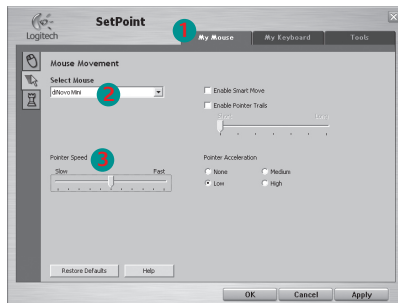 Logitech
SetPoint
1
My Mouse
My Keyboard
Tools
Mouse Movement
Select Mouse
diNovo Mini
2
Enable Smart Move
Enable Pointer Trails
Short
Long
Pointer Speed
3
Slow
Fast
Pointer Acceleration
None
Medium
Low
High
Restore Defaults
Help
OK
Cancel
Apply